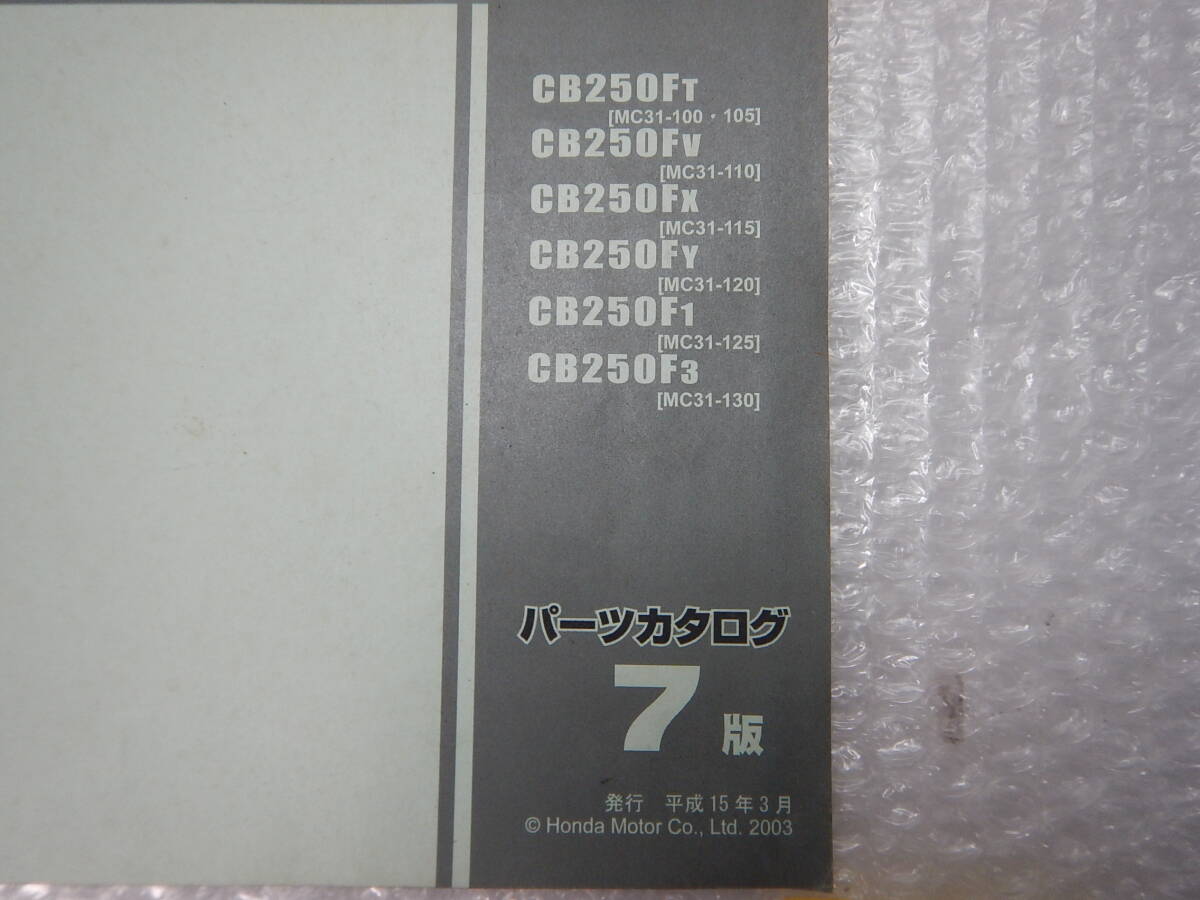 CB250FT
[MC31-100・105]
CB250FV
[MC31-110]
CB250FX
[MC31-115]
CB250FY
[MC31-120]
CB250F1
[MC31-125]
CB250F3
[MC31-130]
パーツカタログ
7 版
発行 平成15年3月
© Honda Motor Co., Ltd. 2003